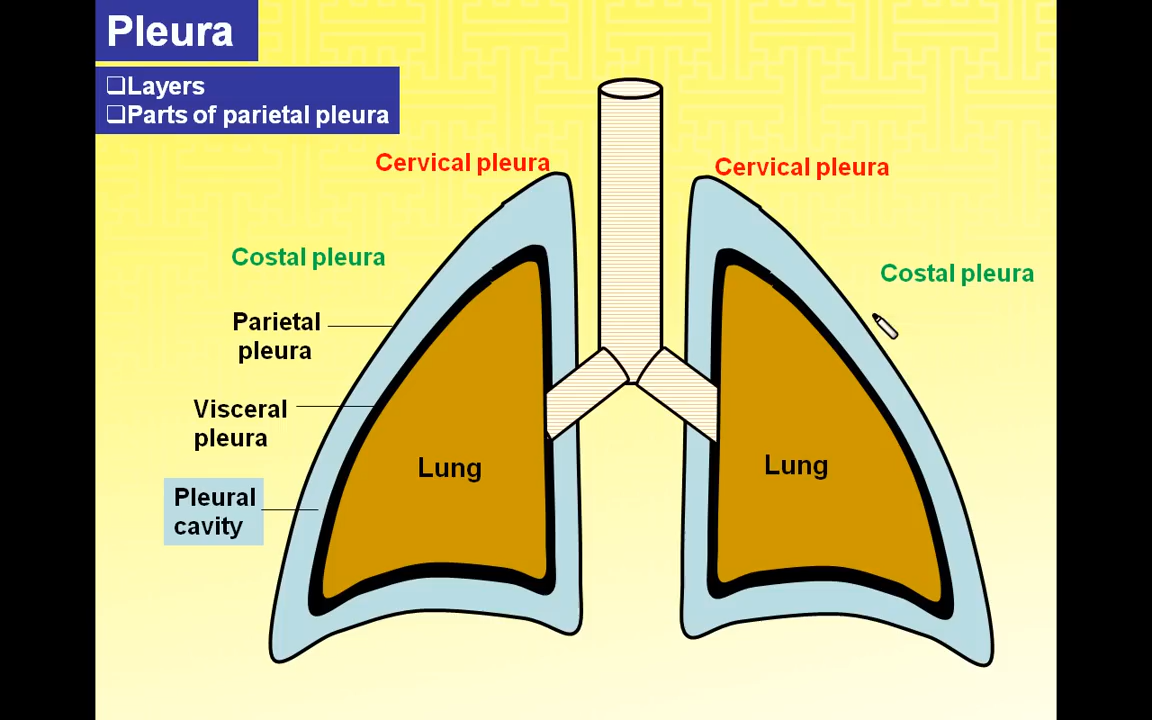 Pleura
❑Layers
❑Parts of parietal pleura
Cervical pleura
Cervical pleura
Costal pleura
Costal pleura
Parietal
pleura
Visceral
pleura
Lung
Lung
Pleural
cavity